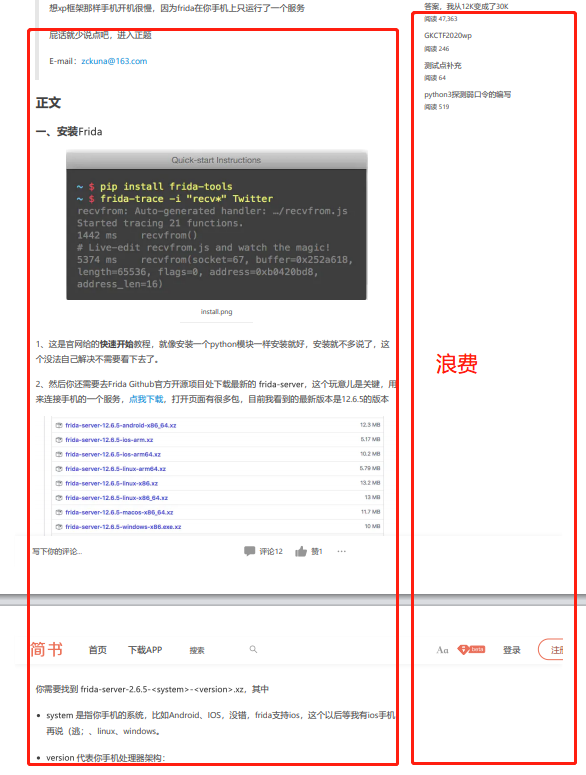 想xp框架那样手机开机很慢，因为frida在你手机上只运行了一个服务
屁话就少说点吧，进入正题
E-mail：zckuna@163.com
正文
一、安装Frida
Quick-start Instructions
~ $ pip install frida-tools
~ $ frida-trace -i "recv*" Twitter
recvfrom: Auto-generated handler: …/recvfrom.js
Started tracing 21 functions.
1442 ms recvfrom()
# Live-edit recvfrom.js and watch the magic!
5374 ms recvfrom(socket=67, buffer=0x252a618,
length=65536, flags=0, address=0xb0420bd8,
address_len=16)
install.png
1、这是官网给的快速开始教程，就像安装一个python模块一样安装就好，安装就不多说了，这
个没法自己解决不需要看下去了。
2、然后你还需要去Frida Github官方开源项目处下载最新的 frida-server，这个玩意儿是关键，用
来连接手机的一个服务，点我下载，打开页面有很多包，目前我看到的最新版本是12.6.5的版本
frida-server-12.6.5-android-x86_64.xz 12.3 MB
frida-server-12.6.5-ios-arm.xz 5.17 MB
frida-server-12.6.5-ios-arm64.xz 10.2 MB
frida-server-12.6.5-linux-arm64.xz 5.79 MB
frida-server-12.6.5-linux-x86.xz 13.2 MB
frida-server-12.6.5-linux-x86_64.xz 13 MB
frida-server-12.6.5-macos-x86_64.xz 11.7 MB
frida-server-12.6.5-windows-x86.exe.xz 10 MB
写下你的评论... 评论12 赞1 ...
答案，我从12K变成了30K
阅读 47,363
GKCTF2020wp
阅读 246
测试点补充
阅读 64
python3探测弱口令的编写
阅读 519
浪费
简书 首页 下载APP 搜索 Aa beta 登录 注册
你需要找到 frida-server-2.6.5-<system>-<version>.xz，其中
• system 是指你手机的系统，比如Android、IOS，没错，frida支持ios，这个以后等我有ios手机
再说（逃；、linux、windows。
• version 代表你手机处理器架构：